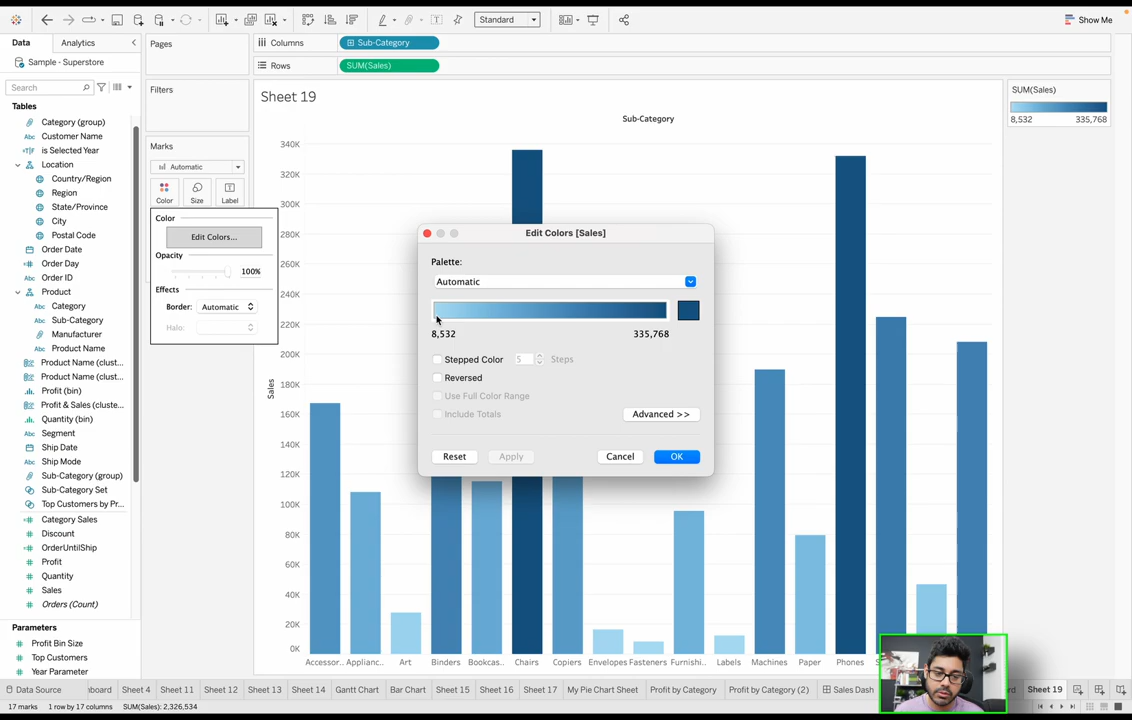 Standard
Show Me
Data
Analytics
Pages
Columns
Sub-Category
Sample - Superstore
Rows
SUM(Sales)
Search
Filters
Sheet 19
SUM(Sales)
8,532
335,768
Tables
Category (group)
Customer Name
is Selected Year
Location
Country/Region
Region
State/Province
City
Postal Code
Order Date
Order Day
Order ID
Product
Category
Sub-Category
Manufacturer
Product Name
Product Name (clust...
Product Name (cluste...
Profit (bin)
Profit & Sales (cluste...
Quantity (bin)
Segment
Ship Date
Ship Mode
Sub-Category (group)
Sub-Category Set
Top Customers by Pr...
Category Sales
Discount
OrderUntilShip
Profit
Quantity
Sales
Orders (Count)
Parameters
Profit Bin Size
Top Customers
Year Parameter
Marks
Automatic
Color
Size
Label
Color
Edit Colors...
Opacity
100%
Effects
Border:
Automatic
Halo:
Sub-Category
340K
320K
300K
280K
260K
240K
220K
200K
180K
160K
140K
120K
100K
80K
60K
40K
20K
0K
Sales
Edit Colors [Sales]
Palette:
Automatic
8,532
335,768
Stepped Color
5
Steps
Reversed
Use Full Color Range
Include Totals
Advanced >>
Reset
Apply
Cancel
OK
Accessor..
Applianc..
Art
Binders
Bookcas..
Chairs
Copiers
Envelopes
Fasteners
Furnishi..
Labels
Machines
Paper
Phones
Data Source
Sheet 4
Sheet 11
Sheet 12
Sheet 13
Sheet 14
Gantt Chart
Bar Chart
Sheet 15
Sheet 16
Sheet 17
My Pie Chart Sheet
Profit by Category
Profit by Category (2)
Sales Dash
Sheet 19
17 marks
1 row by 17 columns
SUM(Sales): 2,326,534